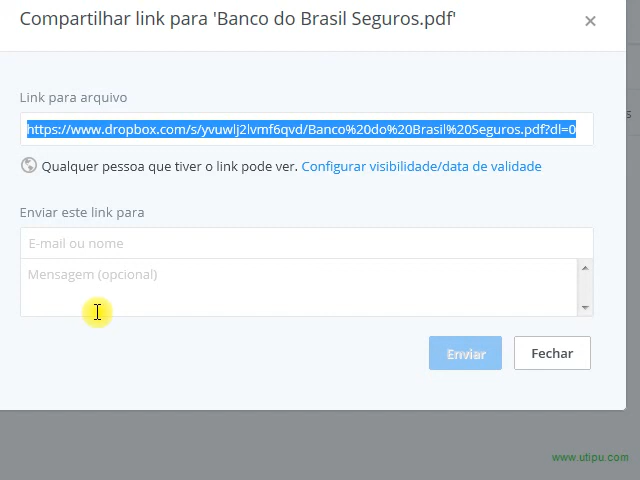 Compartilhar link para 'Banco do Brasil Seguros.pdf'
Link para arquivo
https://www.dropbox.com/s/yvuwlj2lvmf6qvd/Banco%20do%20Brasil%20Seguros.pdf?dl=0
Qualquer pessoa que tiver o link pode ver. Configurar visibilidade/data de validade
Enviar este link para
E-mail ou nome
Mensagem (opcional)
Enviar
Fechar
www.utipu.com